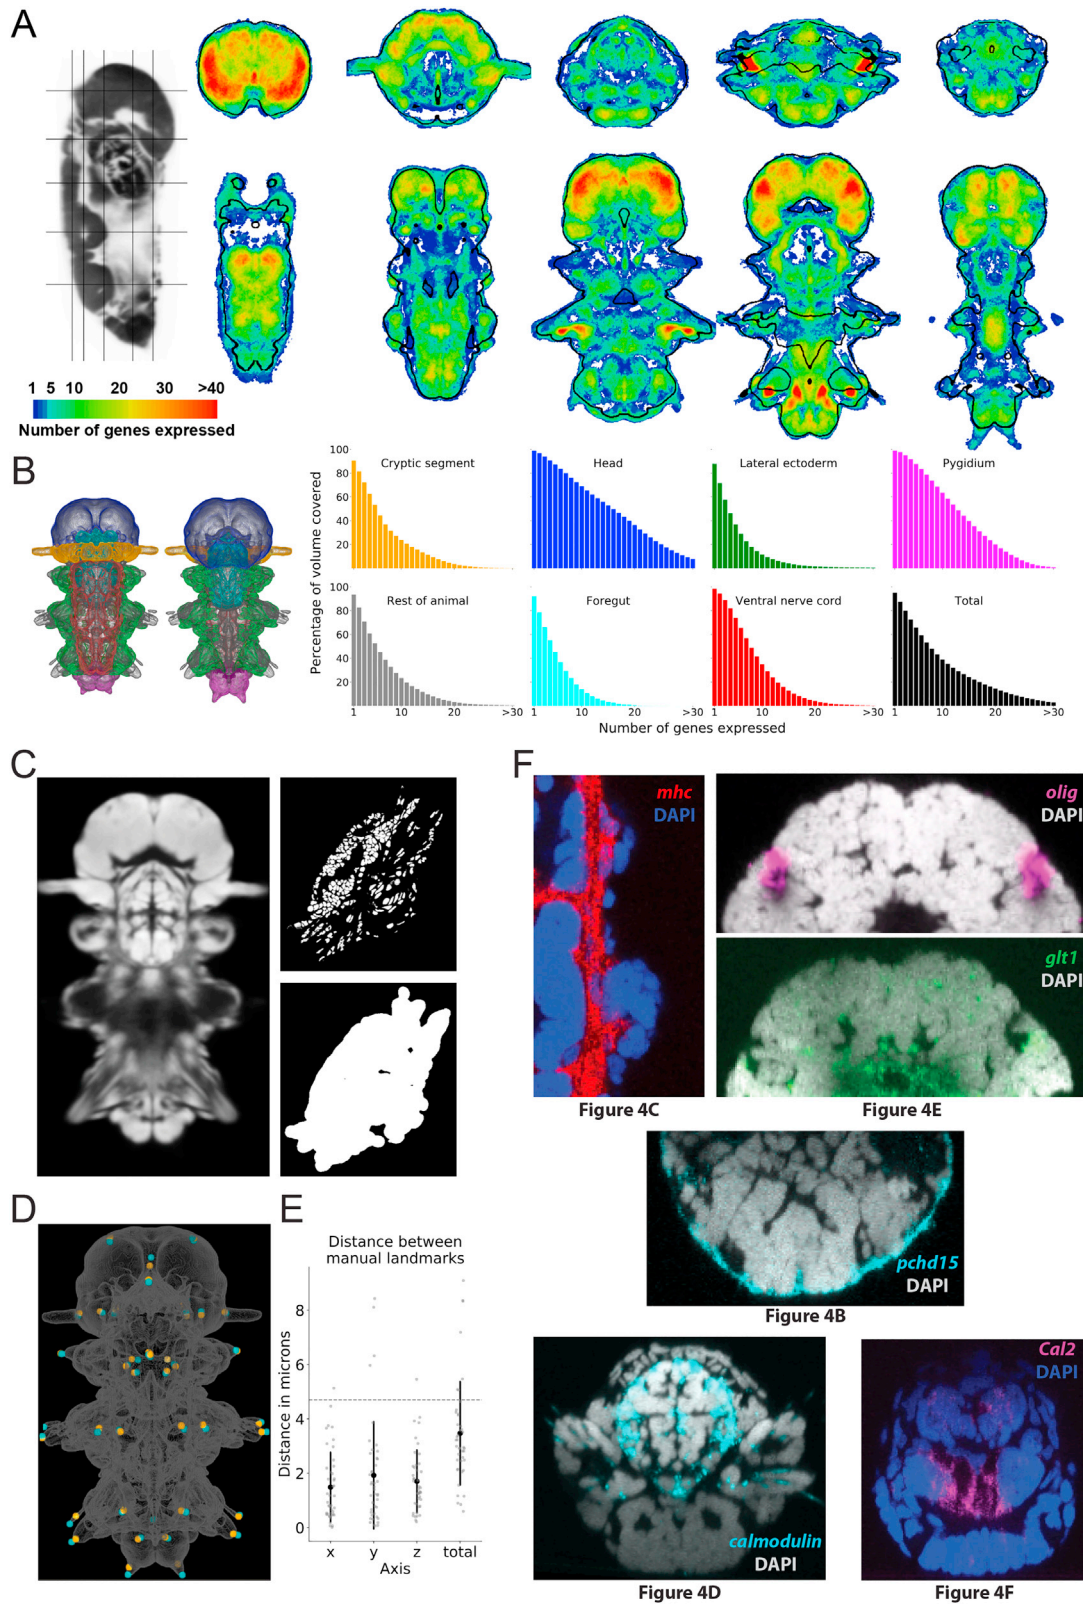 A
1 5 10 20 30 >40
Number of genes expressed
B
Percentage of volume covered
100
80
60
40
20
Cryptic segment
Head
Lateral ectoderm
Pygidium
100
80
60
40
20
Rest of animal
Foregut
Ventral nerve cord
Total
1 10 20 >30
1 10 20 >30
1 10 20 >30
1 10 20 >30
Number of genes expressed
C
D
E
Distance between
manual landmarks
Distance in microns
8
6
4
2
0
x y z total
Axis
F
mhc
DAPI
Figure 4C
olig
DAPI
glt1
DAPI
Figure 4E
pchd15
DAPI
Figure 4B
calmodulin
DAPI
Figure 4D
Cal2
DAPI
Figure 4F